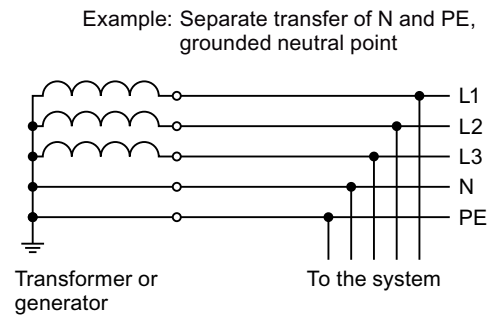 Example: Separate transfer of N and PE,
grounded neutral point
L1
L2
L3
N
PE
Transformer or
generator
To the system